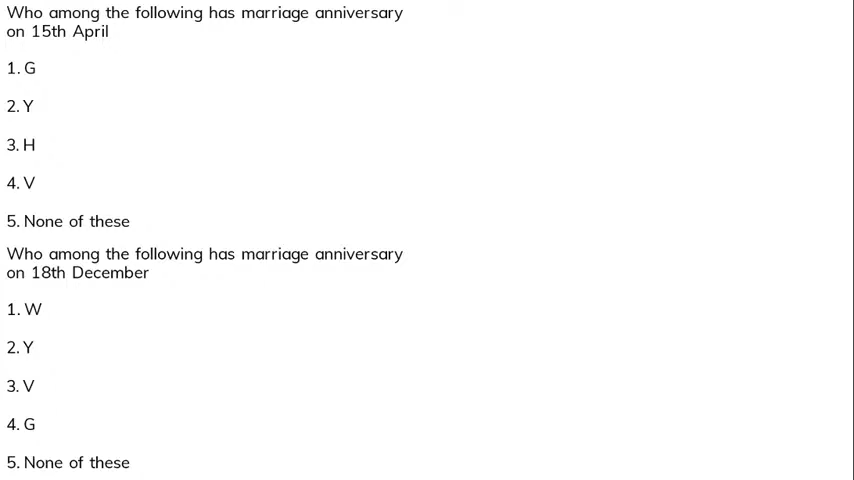 Who among the following has marriage anniversary
on 15th April
1. G
2. Y
3. H
4. V
5. None of these
Who among the following has marriage anniversary
on 18th December
1. W
2. Y
3. V
4. G
5. None of these